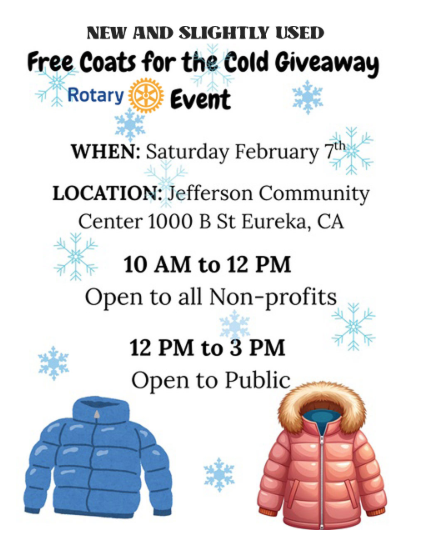 NEW AND SLIGHTLY USED
Free Coats for the Cold Giveaway
Rotary Event
WHEN: Saturday February 7th
LOCATION: Jefferson Community
Center 1000 B St Eureka, CA
10 AM to 12 PM
Open to all Non-profits
12 PM to 3 PM
Open to Public